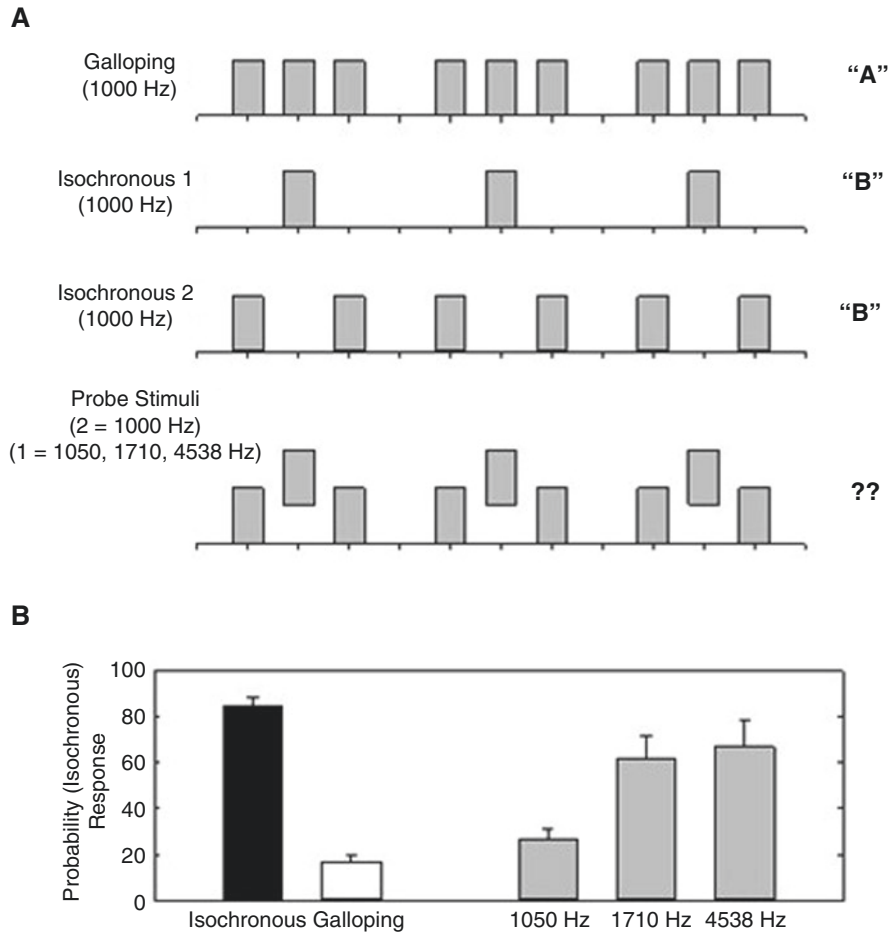 A
Galloping
(1000 Hz)
“A”
Isochronous 1
(1000 Hz)
“B”
Isochronous 2
(1000 Hz)
“B”
Probe Stimuli
(2 = 1000 Hz)
(1 = 1050, 1710, 4538 Hz)
??
B
Probability (Isochronous)
Response
100
80
60
40
20
0
Isochronous Galloping 1050 Hz 1710 Hz 4538 Hz